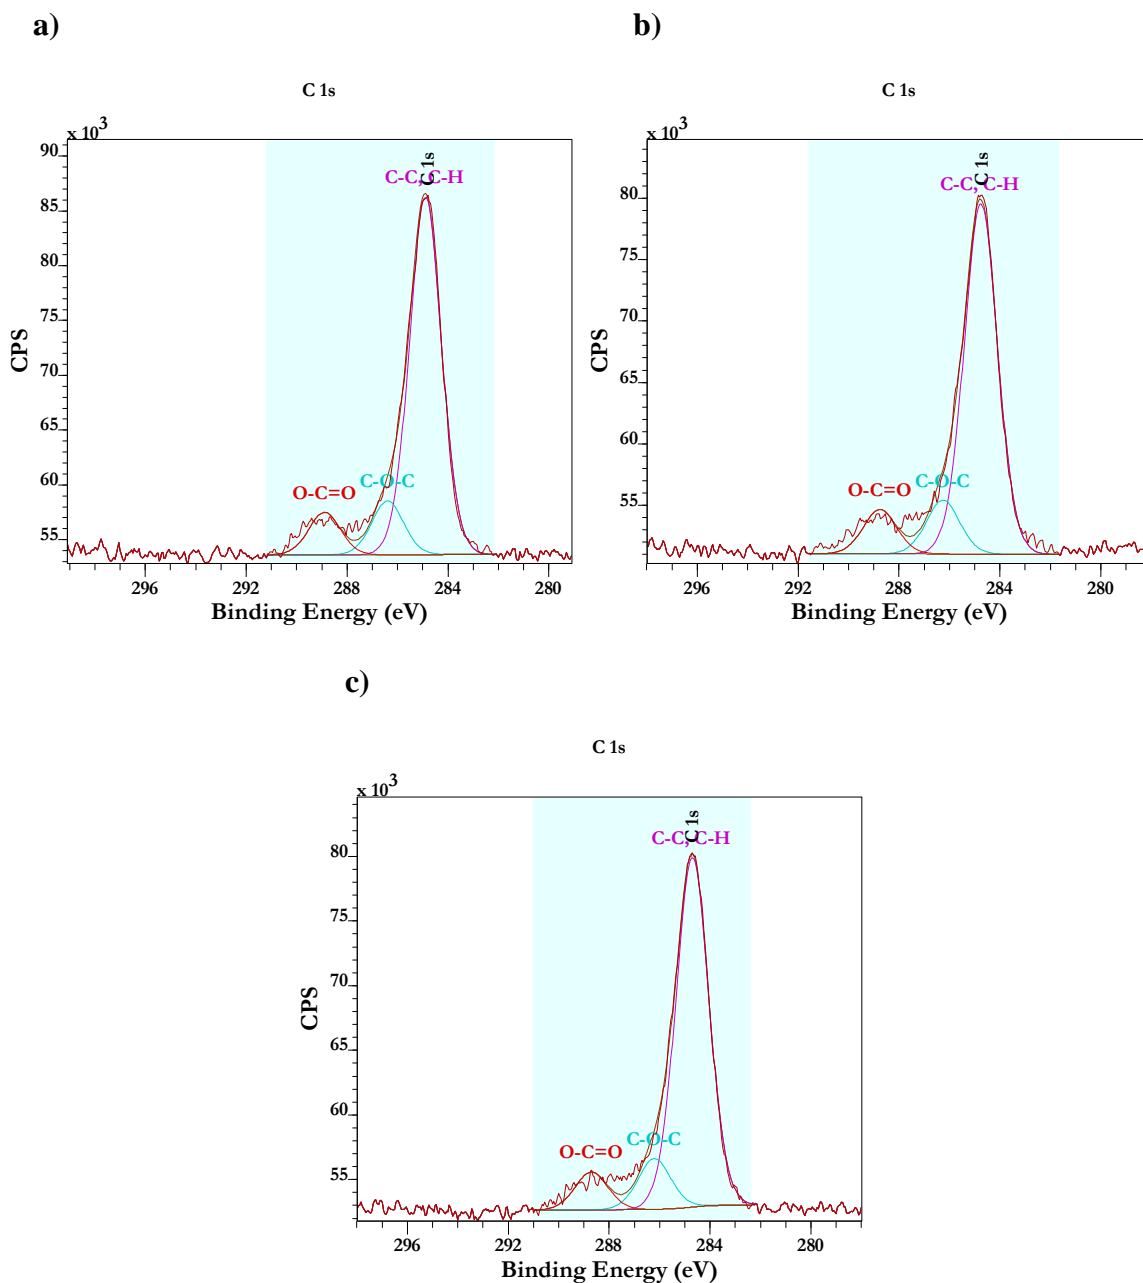 a)
C 1s
x 10³
C 1s
C-C, C-H
90
85
80
75
70
65
60
55
CPS
O-C=O
C-O-C
296
292
288
284
280
Binding Energy (eV)
b)
C 1s
x 10³
C 1s
C-C, C-H
80
75
70
65
60
55
CPS
O-C=O
C-O-C
296
292
288
284
280
Binding Energy (eV)
c)
C 1s
x 10³
C 1s
C-C, C-H
80
75
70
65
60
55
CPS
O-C=O
C-O-C
296
292
288
284
280
Binding Energy (eV)